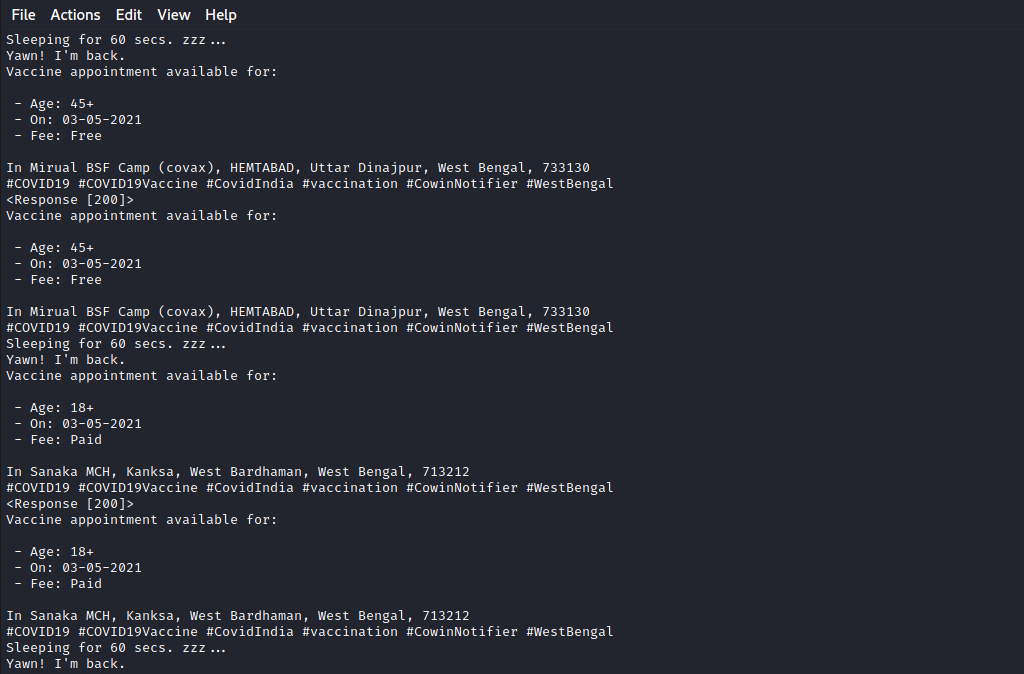 File Actions Edit View Help
Sleeping for 60 secs. zzz...
Yawn! I'm back.
Vaccine appointment available for:
- Age: 45+
- On: 03-05-2021
- Fee: Free
In Mirual BSF Camp (covax), HEMTABAD, Uttar Dinajpur, West Bengal, 733130
#COVID19 #COVID19Vaccine #CovidIndia #vaccination #CowinNotifier #WestBengal
<Response [200]>
Vaccine appointment available for:
- Age: 45+
- On: 03-05-2021
- Fee: Free
In Mirual BSF Camp (covax), HEMTABAD, Uttar Dinajpur, West Bengal, 733130
#COVID19 #COVID19Vaccine #CovidIndia #vaccination #CowinNotifier #WestBengal
Sleeping for 60 secs. zzz...
Yawn! I'm back.
Vaccine appointment available for:
- Age: 18+
- On: 03-05-2021
- Fee: Paid
In Sanaka MCH, Kanksa, West Bardhaman, West Bengal, 713212
#COVID19 #COVID19Vaccine #CovidIndia #vaccination #CowinNotifier #WestBengal
<Response [200]>
Vaccine appointment available for:
- Age: 18+
- On: 03-05-2021
- Fee: Paid
In Sanaka MCH, Kanksa, West Bardhaman, West Bengal, 713212
#COVID19 #COVID19Vaccine #CovidIndia #vaccination #CowinNotifier #WestBengal
Sleeping for 60 secs. zzz...
Yawn! I'm back.